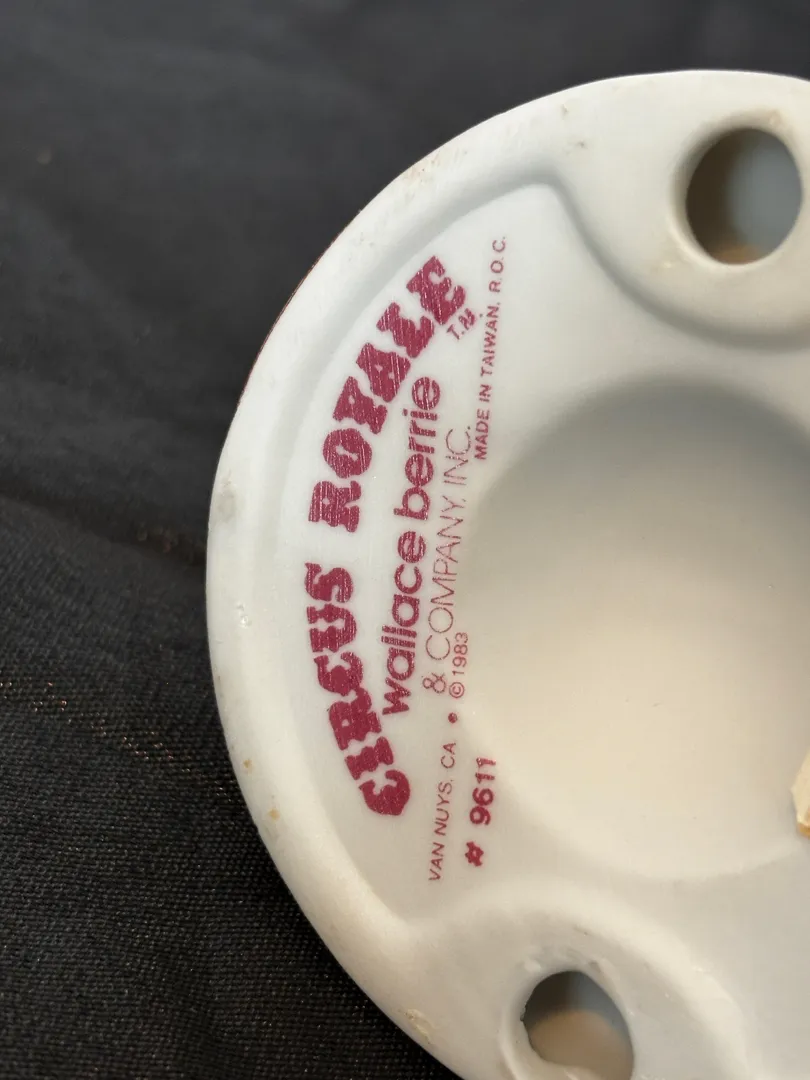 CIRCUS ROYALE T.M.
wallace berrie
& COMPANY, INC.
VAN NUYS, CA • ©1983 MADE IN TAIWAN, R.O.C.
# 9611